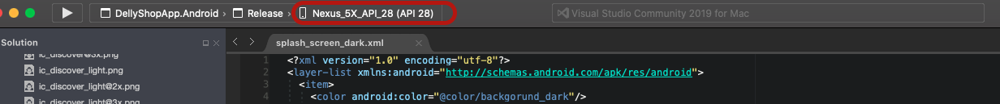 DellyShopApp.Android › Release › Nexus_5X_API_28 (API 28)
Visual Studio Community 2019 for Mac
Solution
ic_discover@3x.png
ic_discover_light.png
ic_discover_light@2x.png
ic_discover_light@3x.png
splash_screen_dark.xml
1 <?xml version="1.0" encoding="utf-8"?>
2 <layer-list xmlns:android="http://schemas.android.com/apk/res/android">
3 <item>
4 <color android:color="@color/backgorund_dark"/>